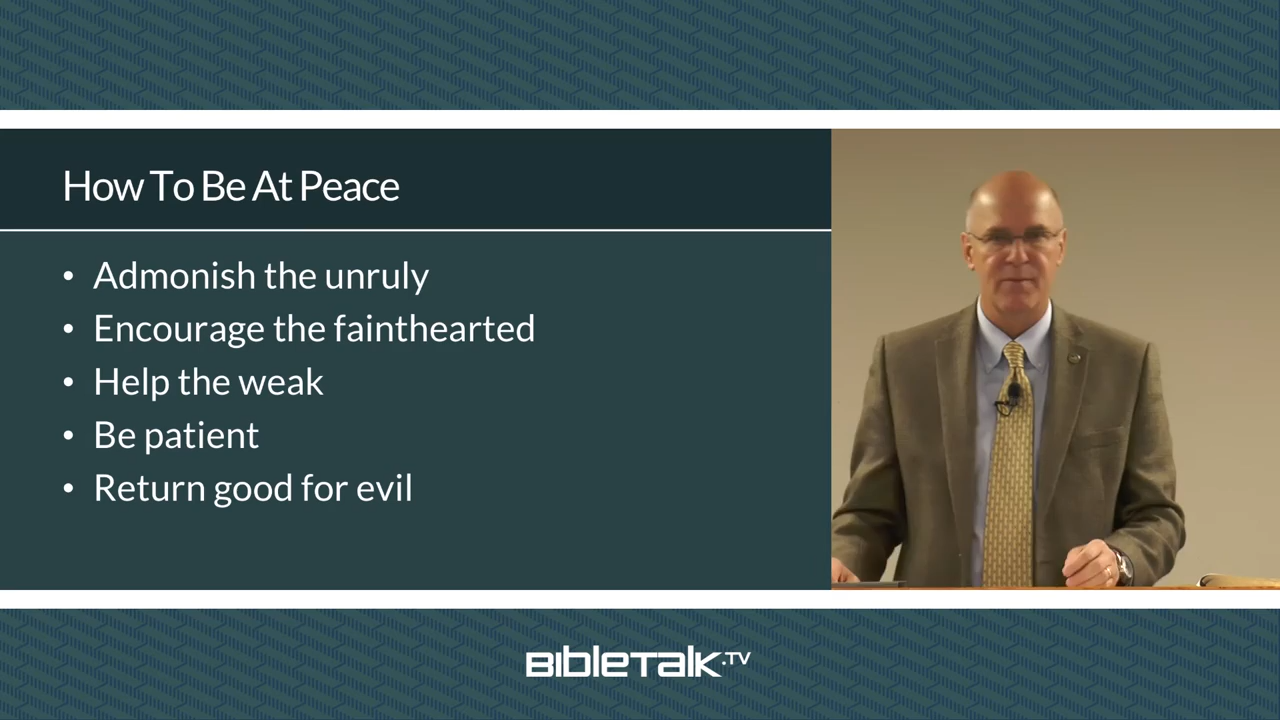 How To Be At Peace
• Admonish the unruly
• Encourage the fainthearted
• Help the weak
• Be patient
• Return good for evil
BIBLETALK.TV